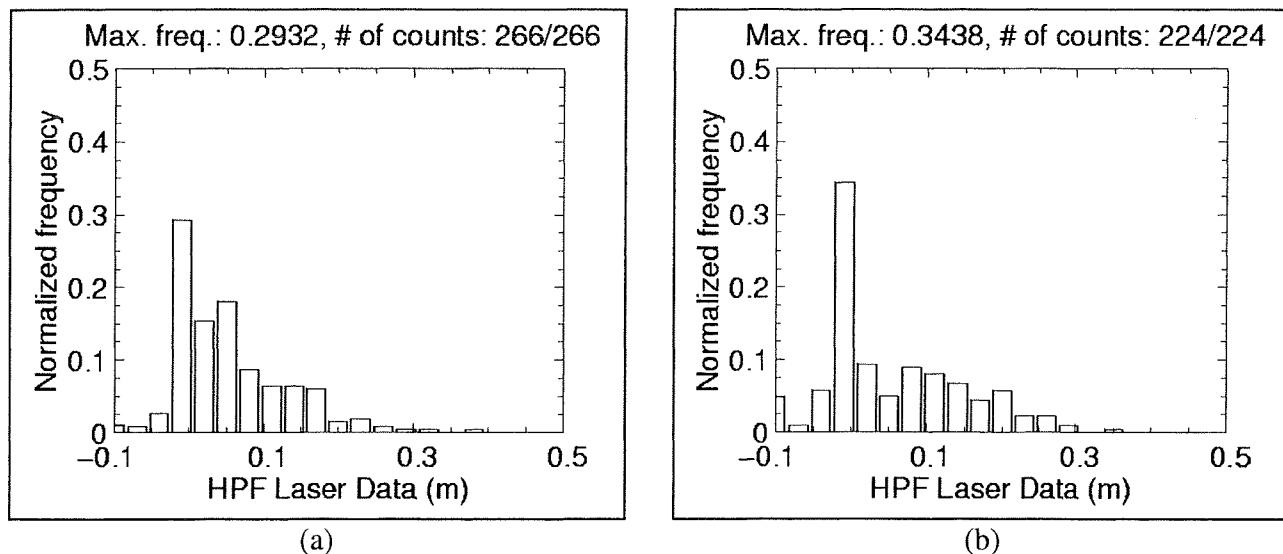 Max. freq.: 0.2932, # of counts: 266/266
0.5
0.4
0.3
0.2
0.1
0
Normalized frequency
−0.1 0.1 0.3 0.5
HPF Laser Data (m)
(a)
Max. freq.: 0.3438, # of counts: 224/224
0.5
0.4
0.3
0.2
0.1
0
Normalized frequency
−0.1 0.1 0.3 0.5
HPF Laser Data (m)
(b)